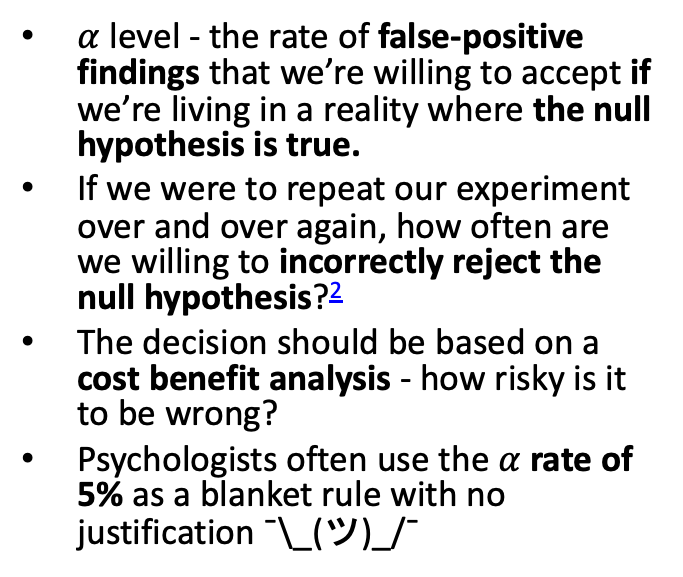 • α level - the rate of false-positive
findings that we’re willing to accept if
we’re living in a reality where the null
hypothesis is true.
• If we were to repeat our experiment
over and over again, how often are
we willing to incorrectly reject the
null hypothesis?2
• The decision should be based on a
cost benefit analysis - how risky is it
to be wrong?
• Psychologists often use the α rate of
5% as a blanket rule with no
justification ¯\_(ツ)_/¯